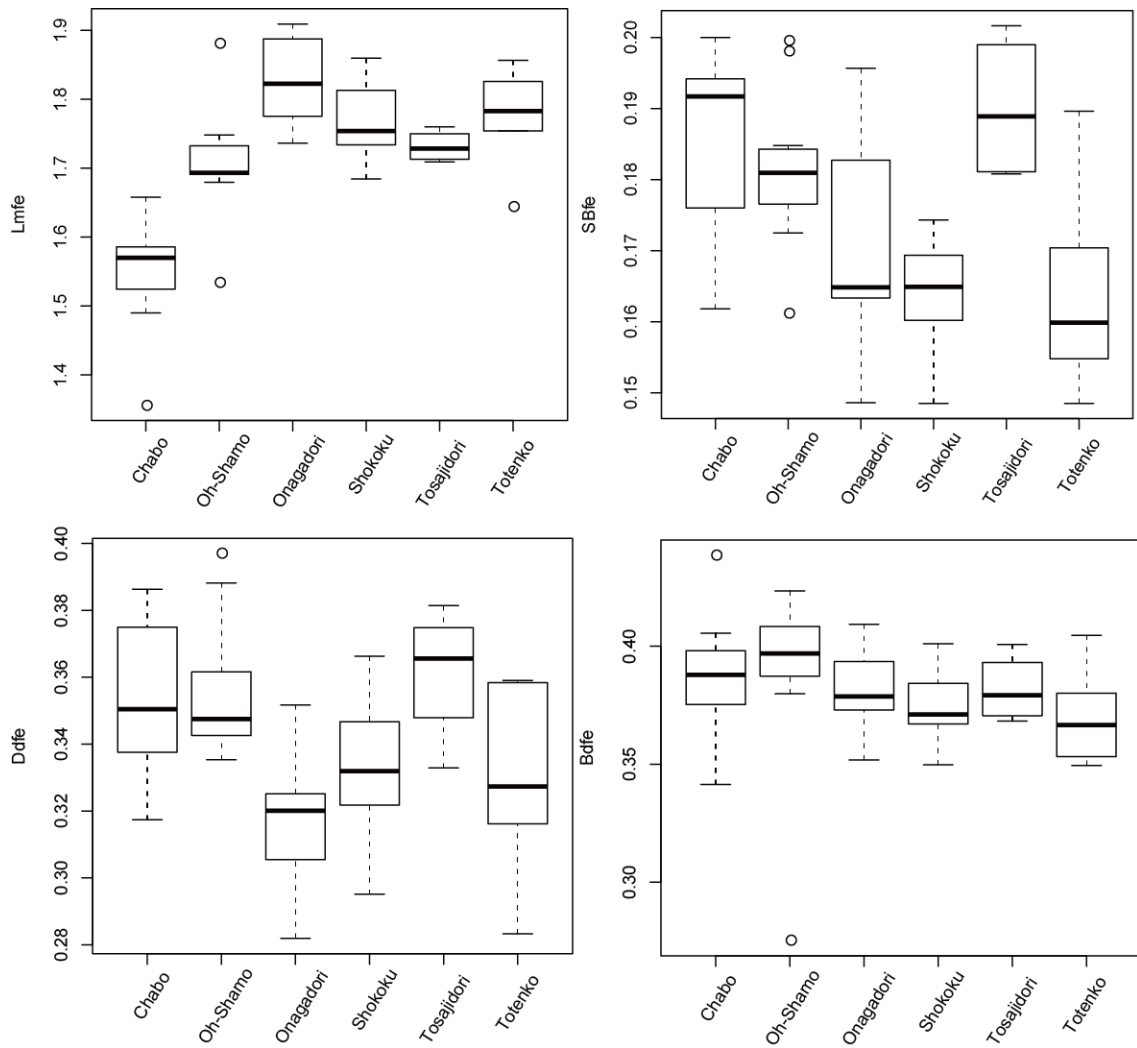 Lmfe
1.9
1.8
1.7
1.6
1.5
1.4
Chabo
Oh-Shamo
Onagadori
Shokoku
Tosajidori
Totenko
SBfe
0.20
0.19
0.18
0.17
0.16
0.15
Chabo
Oh-Shamo
Onagadori
Shokoku
Tosajidori
Totenko
Ddfe
0.40
0.38
0.36
0.34
0.32
0.30
0.28
Chabo
Oh-Shamo
Onagadori
Shokoku
Tosajidori
Totenko
Bdfe
0.40
0.35
0.30
Chabo
Oh-Shamo
Onagadori
Shokoku
Tosajidori
Totenko